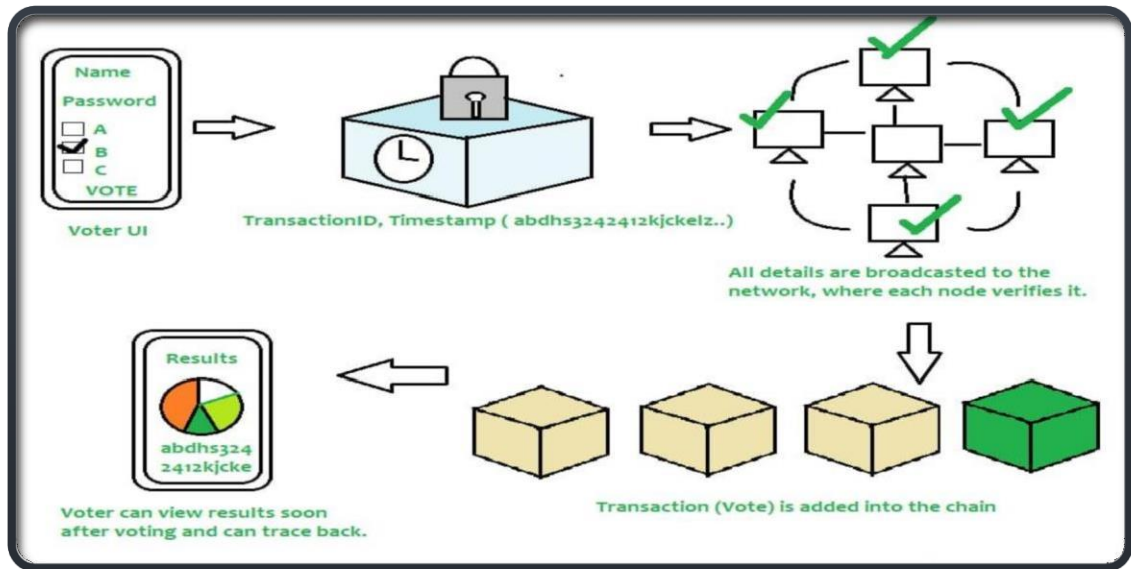 Name
Password
A
B
C
VOTE
Voter UI
TransactionID, Timestamp ( abdhs3242412kjckelz..)
All details are broadcasted to the
network, where each node verifies it.
Results
abdhs324
2412kjcke
Voter can view results soon
after voting and can trace back.
Transaction (Vote) is added into the chain